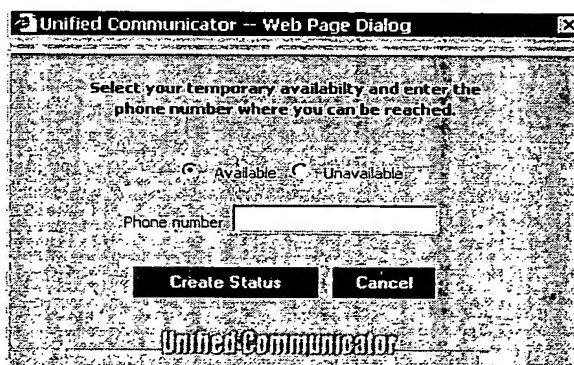 Unified Communicator -- Web Page Dialog
Select your temporary availabilty and enter the
phone number where you can be reached.
Available Unavailable
Phone number
Create Status Cancel
Unified Communicator